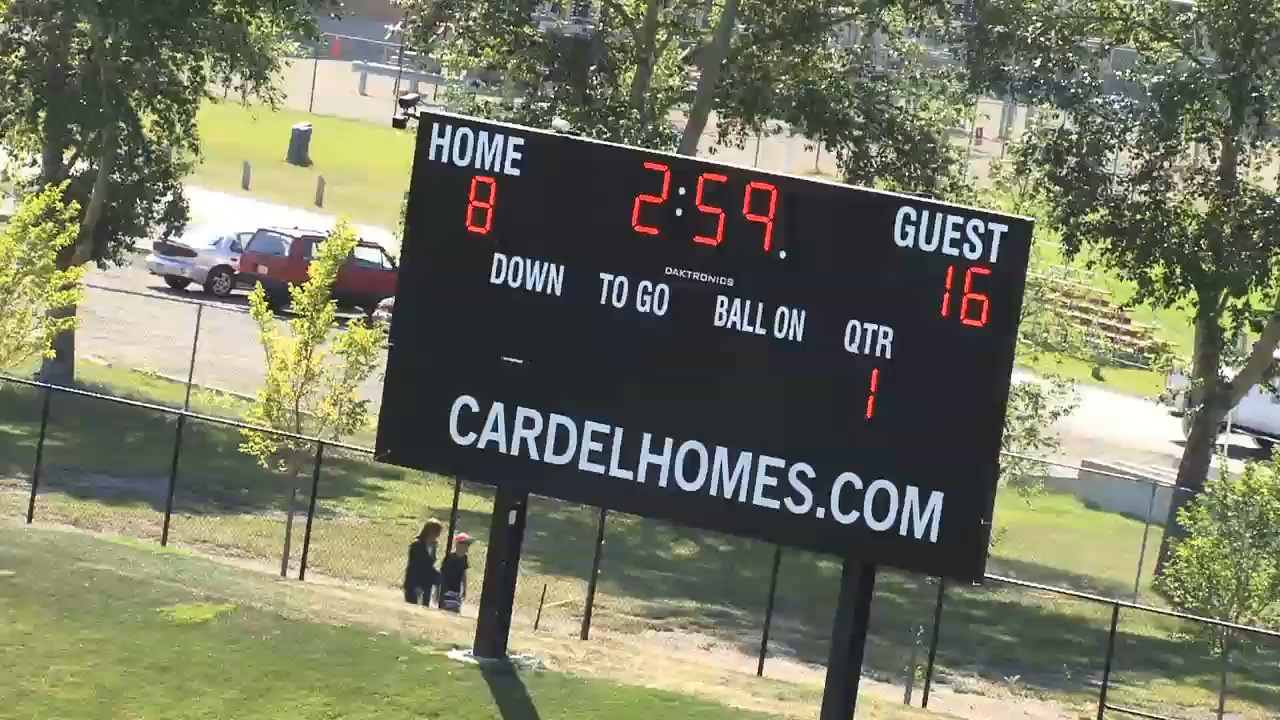 HOME 2:59 GUEST
8 16
DAKTRONICS
DOWN TO GO BALL ON QTR
1
CARDELHOMES.COM